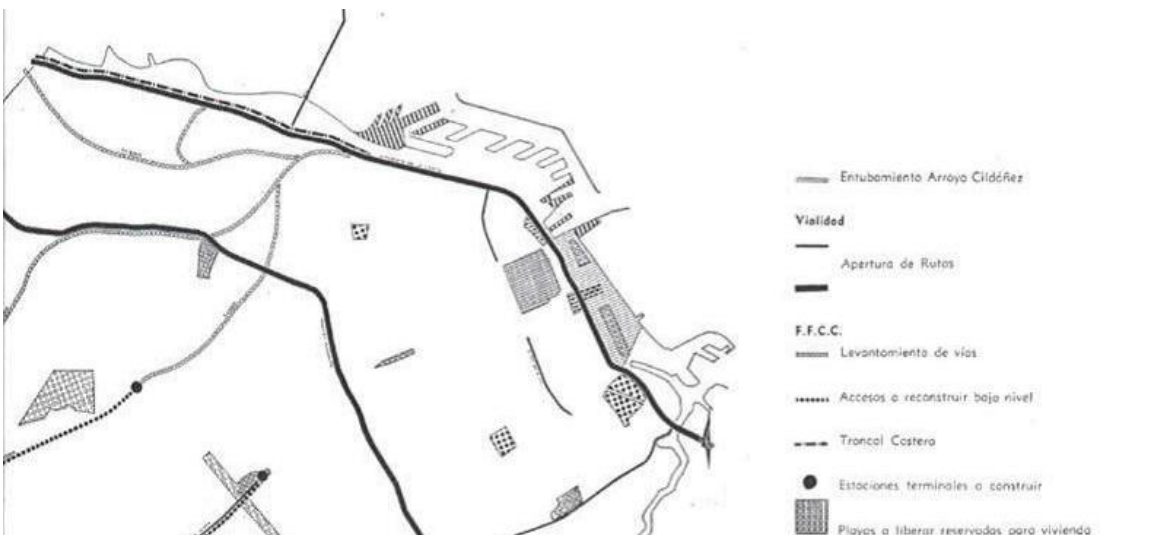 Entubamiento Arroyo Cildáñez
Vialidad
Apertura de Rutas
F.F.C.C.
Levantamiento de vías
Accesos a reconstruir bajo nivel
Troncal Costera
Estaciones terminales a construir
Playas a liberar reservadas para vivienda